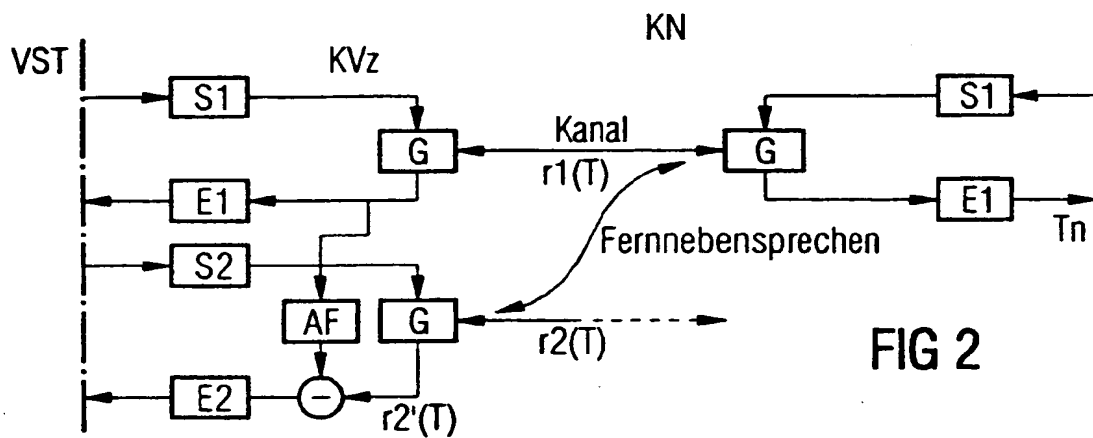 KN
VST
KVz
S1
S1
Kanal
G
G
r1(T)
E1
E1
Tn
Fernnebensprechen
S2
AF
G
r2(T)
FIG 2
E2
−
r2'(T)